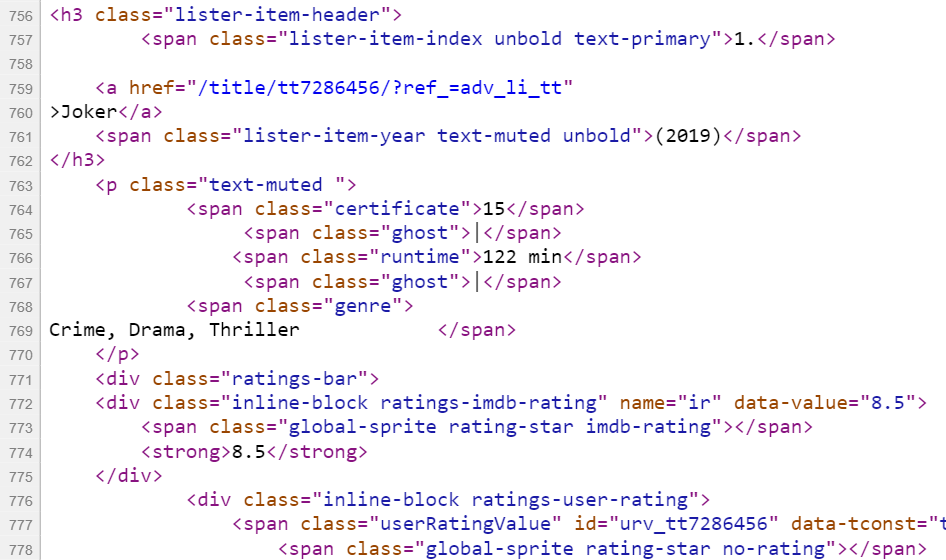 756 <h3 class="lister-item-header">
757 <span class="lister-item-index unbold text-primary">1.</span>
758
759 <a href="/title/tt7286456/?ref_=adv_li_tt"
760 >Joker</a>
761 <span class="lister-item-year text-muted unbold">(2019)</span>
762 </h3>
763 <p class="text-muted ">
764 <span class="certificate">15</span>
765 <span class="ghost">|</span>
766 <span class="runtime">122 min</span>
767 <span class="ghost">|</span>
768 <span class="genre">
769 Crime, Drama, Thriller </span>
770 </p>
771 <div class="ratings-bar">
772 <div class="inline-block ratings-imdb-rating" name="ir" data-value="8.5">
773 <span class="global-sprite rating-star imdb-rating"></span>
774 <strong>8.5</strong>
775 </div>
776 <div class="inline-block ratings-user-rating">
777 <span class="userRatingValue" id="urv_tt7286456" data-tconst="t
778 <span class="global-sprite rating-star no-rating"></span>